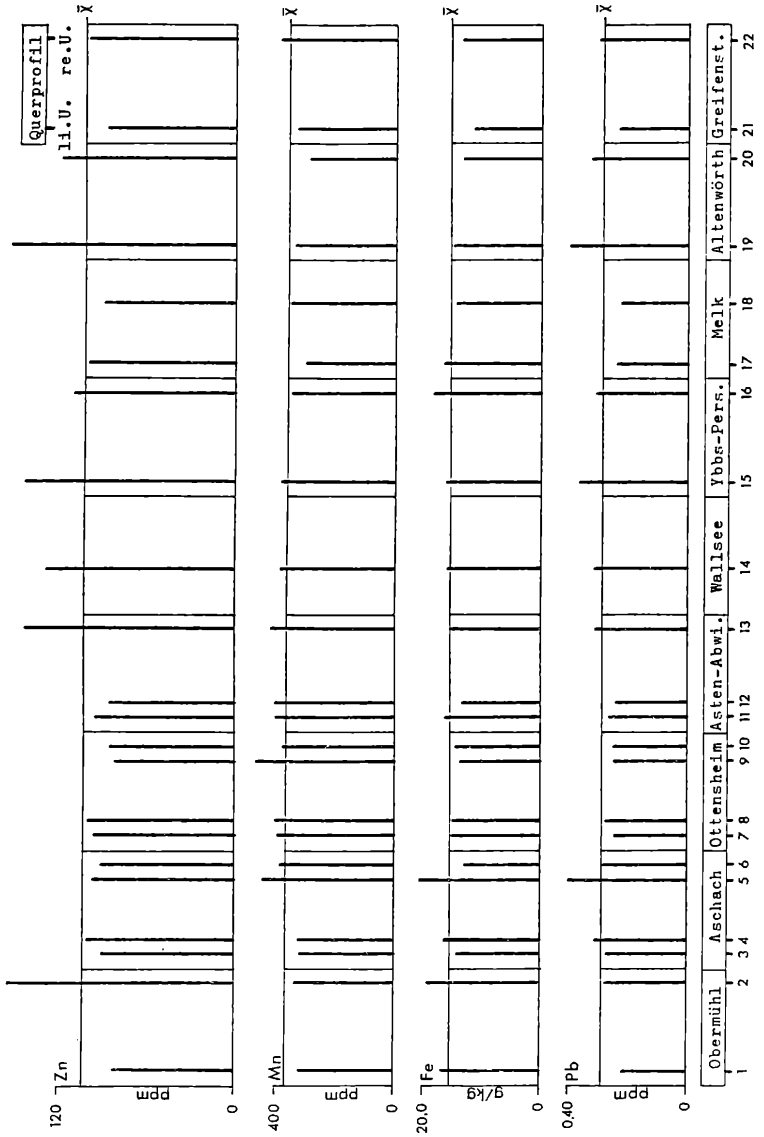 Querprofil
li.U. re.U.
Zn
X̅
120
ppm
0
Mn
X̅
400
ppm
0
Fe
X̅
20,0
g/kg
0
Pb
X̅
0,40
ppm
0
Obermühl Aschach Ottensheim Asten-Abwi. Wallsee Ybbs-Pers. Melk Altenwörth Greifenst.
1 2 3 4 5 6 7 8 9 10 11 12 13 14 15 16 17 18 19 20 21 22